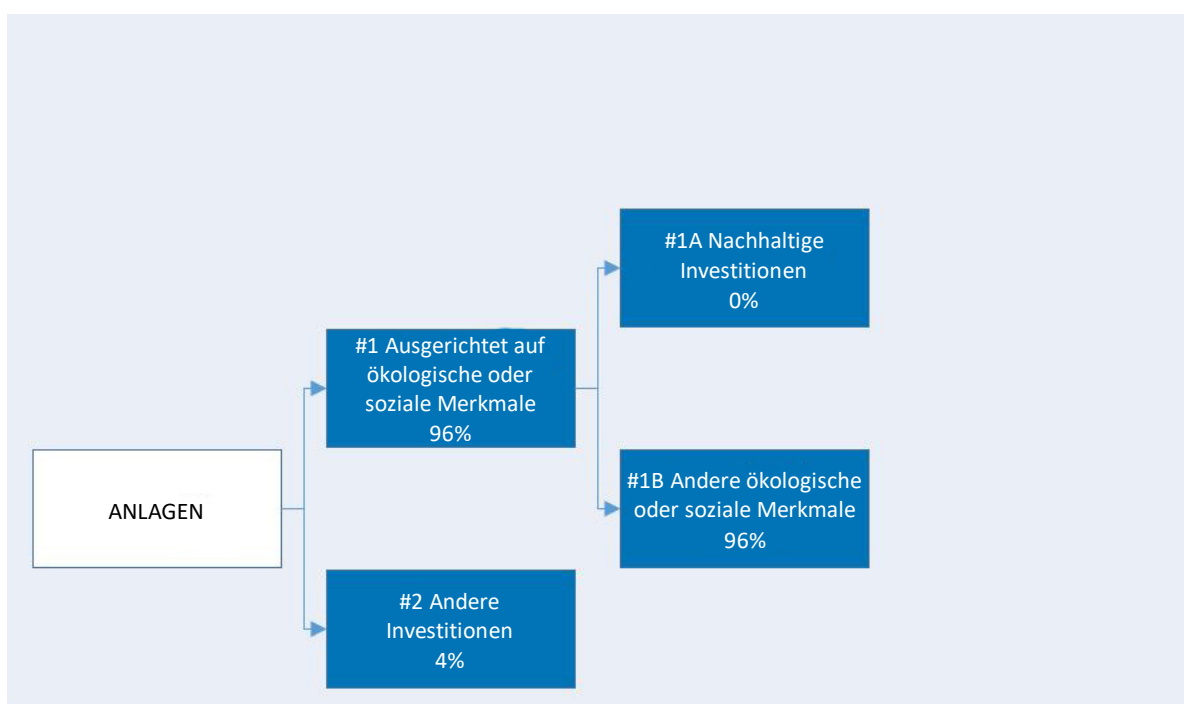 #1A Nachhaltige
Investitionen
0%
#1 Ausgerichtet auf
ökologische oder
soziale Merkmale
96%
ANLAGEN
#1B Andere ökologische
oder soziale Merkmale
96%
#2 Andere
Investitionen
4%